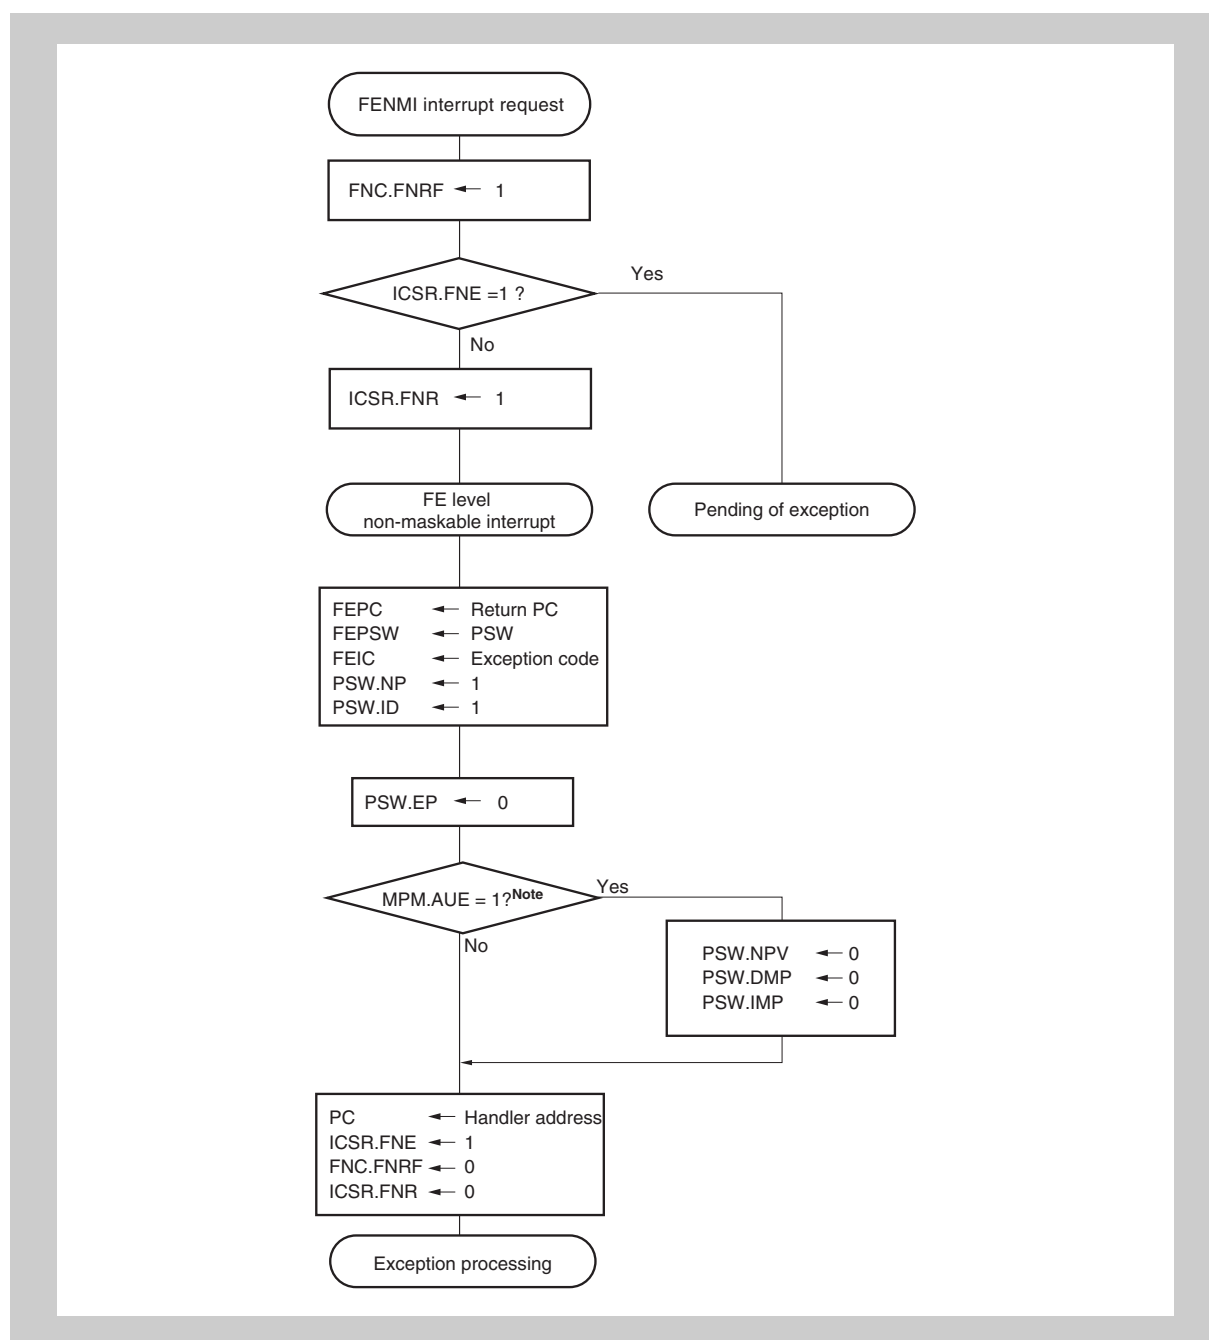 FENMI interrupt request
FNC.FNRF ← 1
ICSR.FNE =1 ?
Yes
No
ICSR.FNR ← 1
FE level
non-maskable interrupt
Pending of exception
FEPC ← Return PC
FEPSW ← PSW
FEIC ← Exception code
PSW.NP ← 1
PSW.ID ← 1
PSW.EP ← 0
MPM.AUE = 1?Note
Yes
No
PSW.NPV ← 0
PSW.DMP ← 0
PSW.IMP ← 0
PC ← Handler address
ICSR.FNE ← 1
FNC.FNRF ← 0
ICSR.FNR ← 0
Exception processing